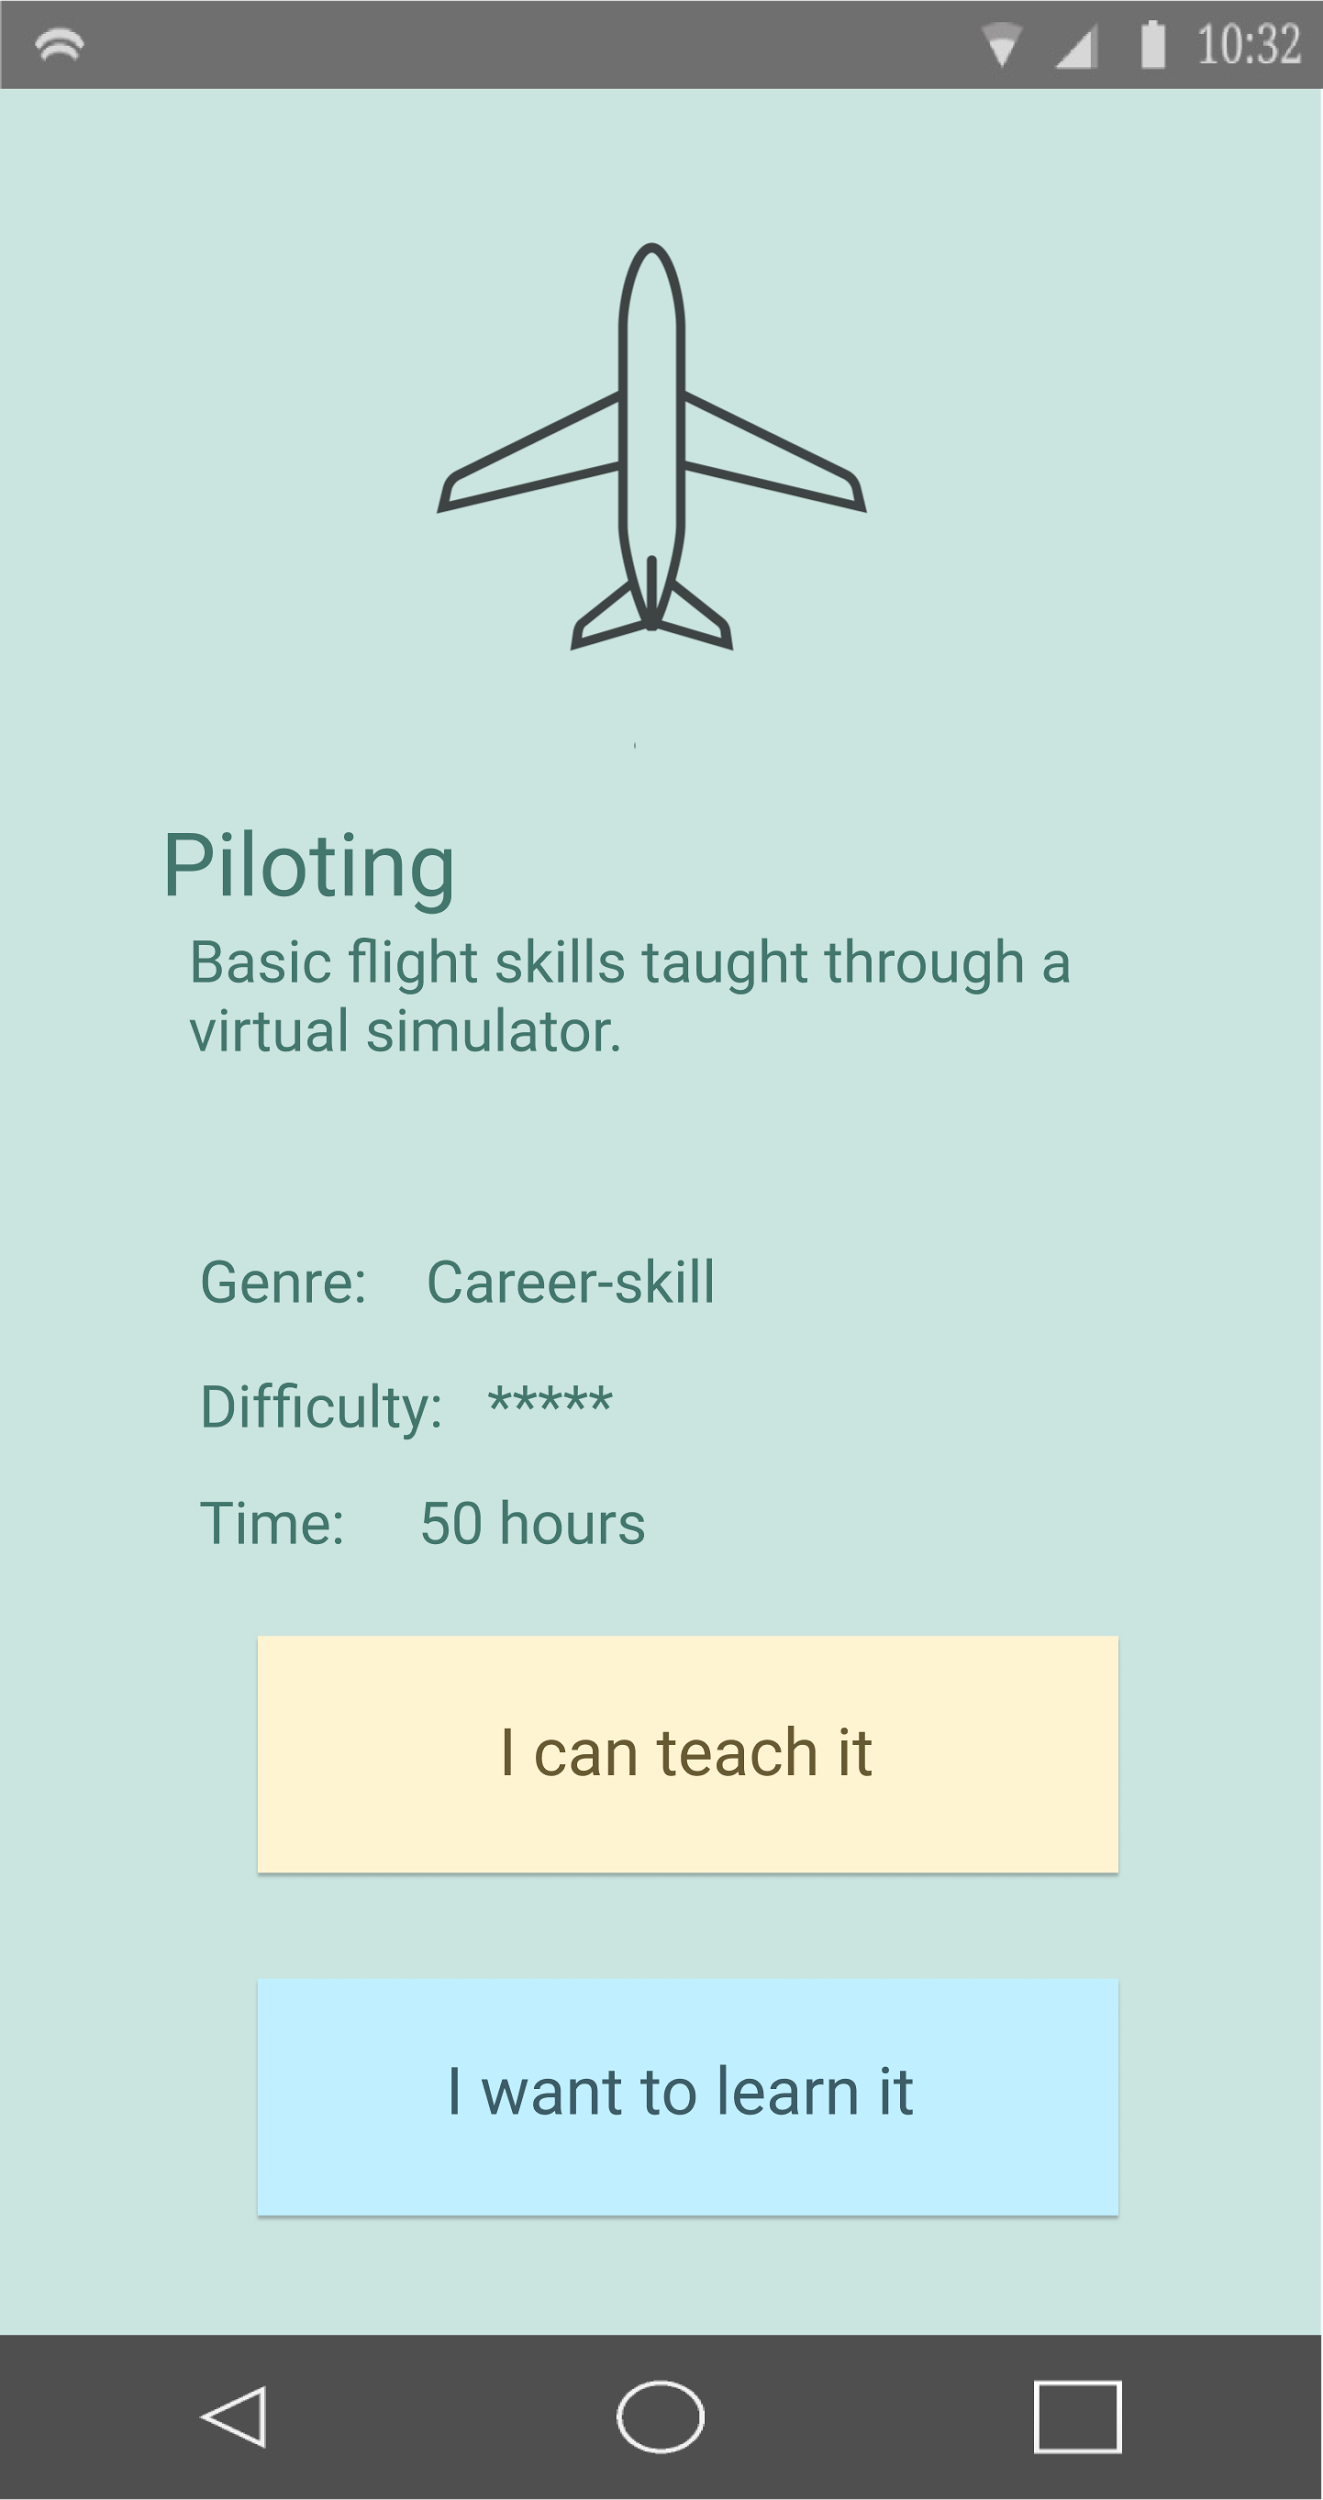 10:32
Piloting
Basic flight skills taught through a
virtual simulator.
Genre: Career-skill
Difficulty: *****
Time: 50 hours
I can teach it
I want to learn it